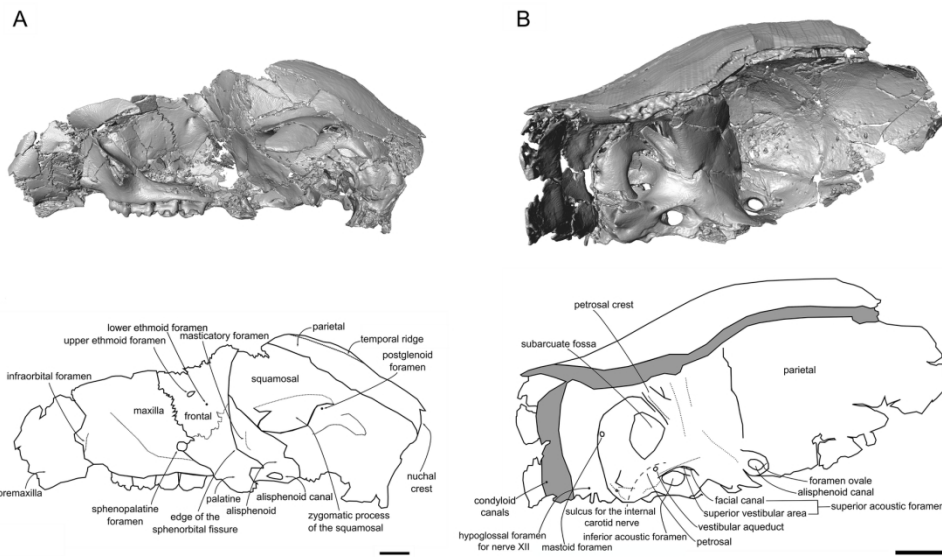 A
B
lower ethmoid foramen
upper ethmoid foramen
masticatory foramen
parietal
temporal ridge
postglenoid
foramen
infraorbital foramen
squamosal
maxilla
frontal
nuchal
crest
premaxilla
sphenopalatine
foramen
palatine
alisphenoid
edge of the
sphenorbital fissure
alisphenoid canal
zygomatic process
of the squamosal
petrosal crest
subarcuate fossa
parietal
foramen ovale
alisphenoid canal
condyloid
canals
facial canal
superior vestibular area
superior acoustic foramen
sulcus for the internal
carotid nerve
vestibular aqueduct
hypoglossal foramen
for nerve XII
mastoid foramen
inferior acoustic foramen
petrosal